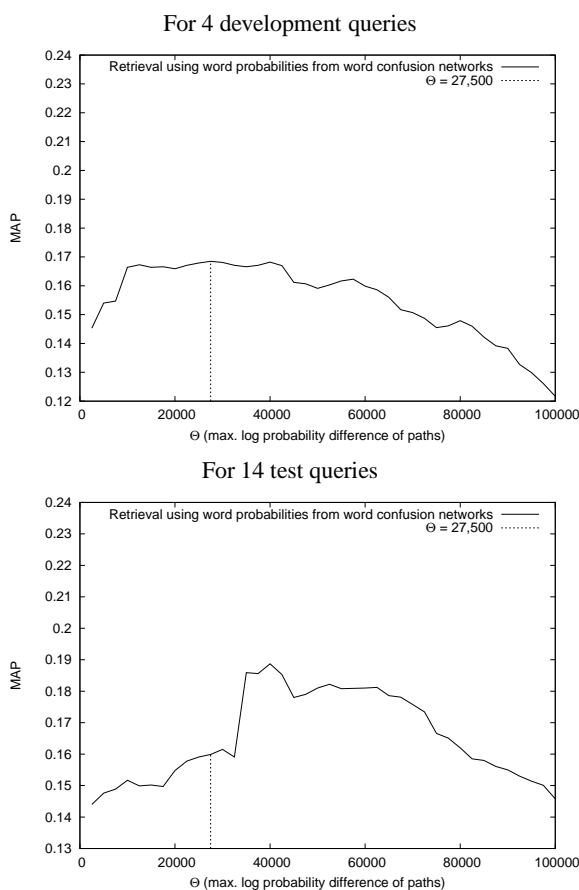 For 4 development queries
0.24
Retrieval using word probabilities from word confusion networks
Θ = 27,500
0.23
0.22
0.21
0.2
0.19
0.18
0.17
0.16
0.15
0.14
0.13
0.12
MAP
0 20000 40000 60000 80000 100000
Θ (max. log probability difference of paths)
For 14 test queries
0.24
Retrieval using word probabilities from word confusion networks
Θ = 27,500
0.23
0.22
0.21
0.2
0.19
0.18
0.17
0.16
0.15
0.14
0.13
MAP
0 20000 40000 60000 80000 100000
Θ (max. log probability difference of paths)